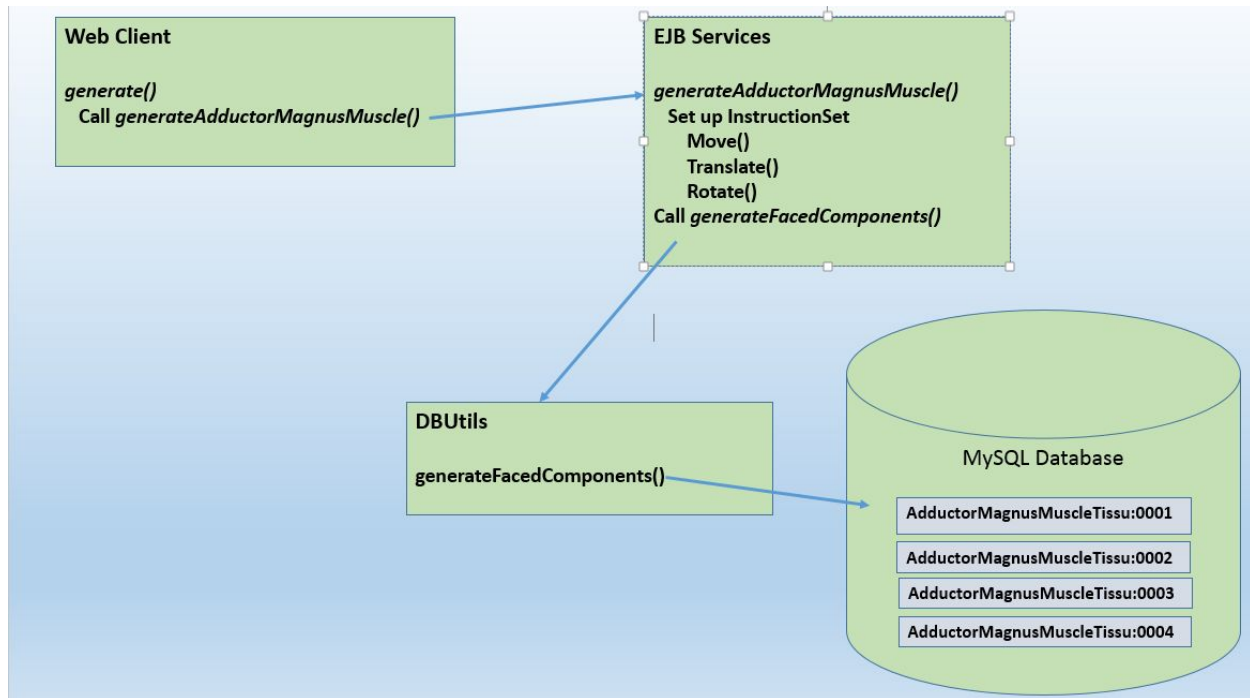 Web Client
generate()
Call generateAdductorMagnusMuscle()
EJB Services
generateAdductorMagnusMuscle()
Set up InstructionSet
Move()
Translate()
Rotate()
Call generateFacedComponents()
DBUtils
generateFacedComponents()
MySQL Database
AdductorMagnusMuscleTissu:0001
AdductorMagnusMuscleTissu:0002
AdductorMagnusMuscleTissu:0003
AdductorMagnusMuscleTissu:0004